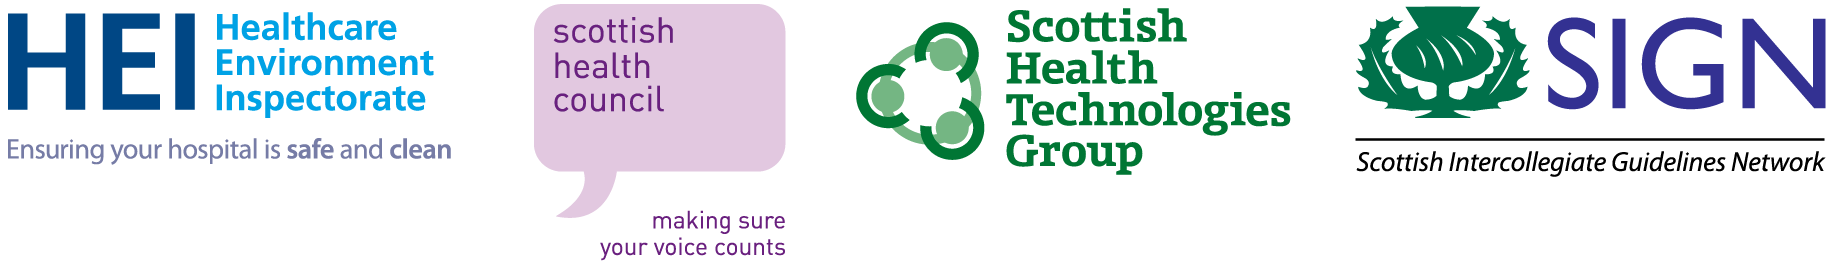 HEI
Healthcare
Environment
Inspectorate
Ensuring your hospital is safe and clean
scottish
health
council
making sure
your voice counts
Scottish
Health
Technologies
Group
SIGN
Scottish Intercollegiate Guidelines Network